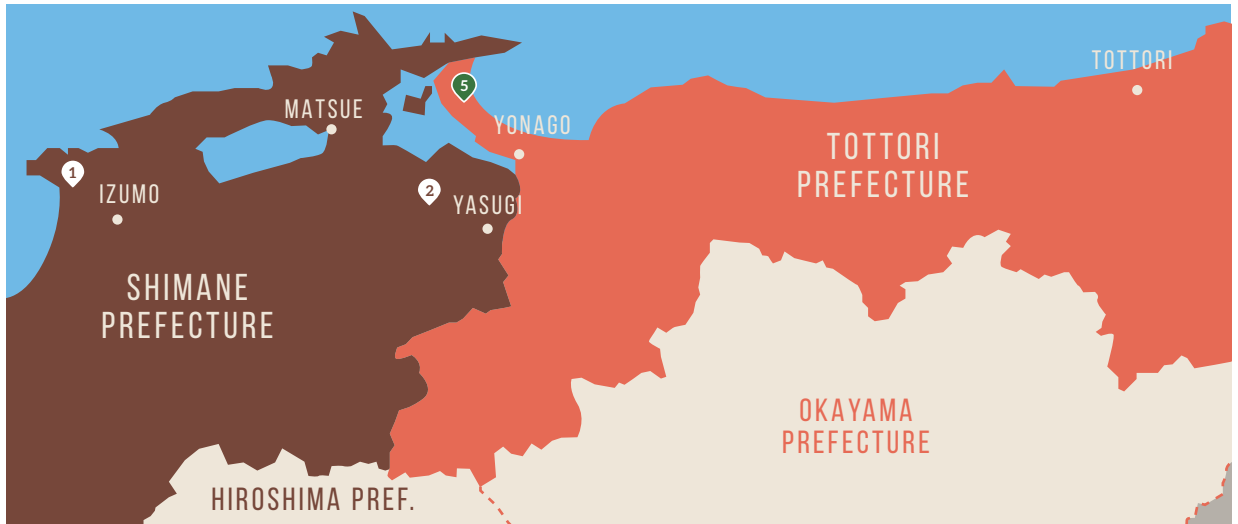 TOTTORI
5
MATSUE
YONAGO
TOTTORI
PREFECTURE
1
IZUMO
2
YASUGI
SHIMANE
PREFECTURE
OKAYAMA
PREFECTURE
HIROSHIMA PREF.